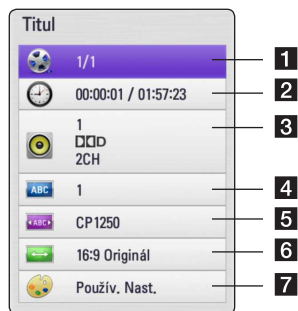 Titul
1/1 1
00:00:01 / 01:57:23 2
1 3
DD D
2CH
ABC 1 4
ABC CP1250 5
16:9 Originál 6
Použív. Nast. 7